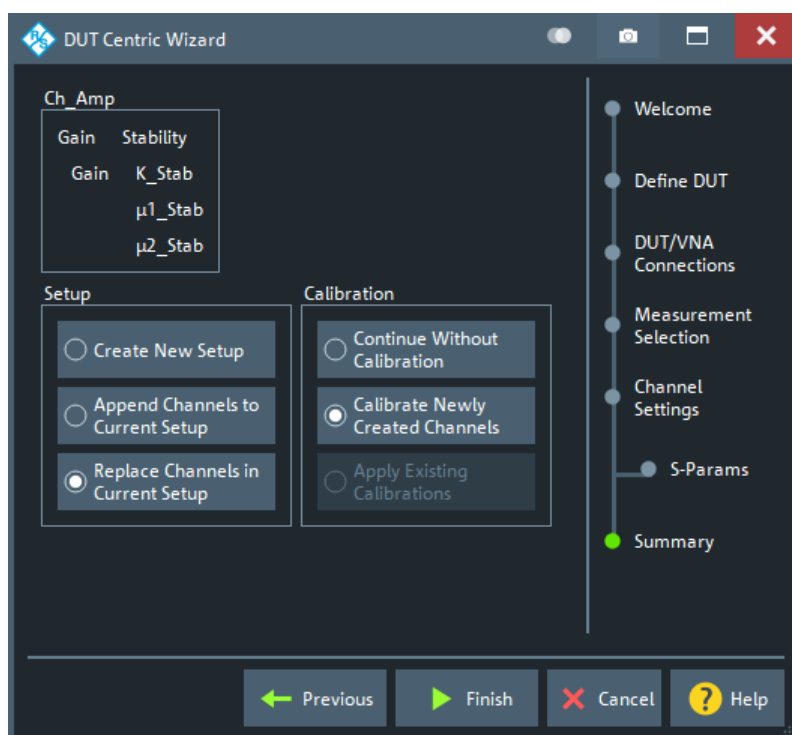 R&S DUT Centric Wizard
Ch_Amp
Gain Stability
Gain K_Stab
µ1_Stab
µ2_Stab
Setup
Create New Setup
Append Channels to
Current Setup
Replace Channels in
Current Setup
Calibration
Continue Without
Calibration
Calibrate Newly
Created Channels
Apply Existing
Calibrations
Welcome
Define DUT
DUT/VNA
Connections
Measurement
Selection
Channel
Settings
S-Params
Summary
Previous
Finish
Cancel
? Help